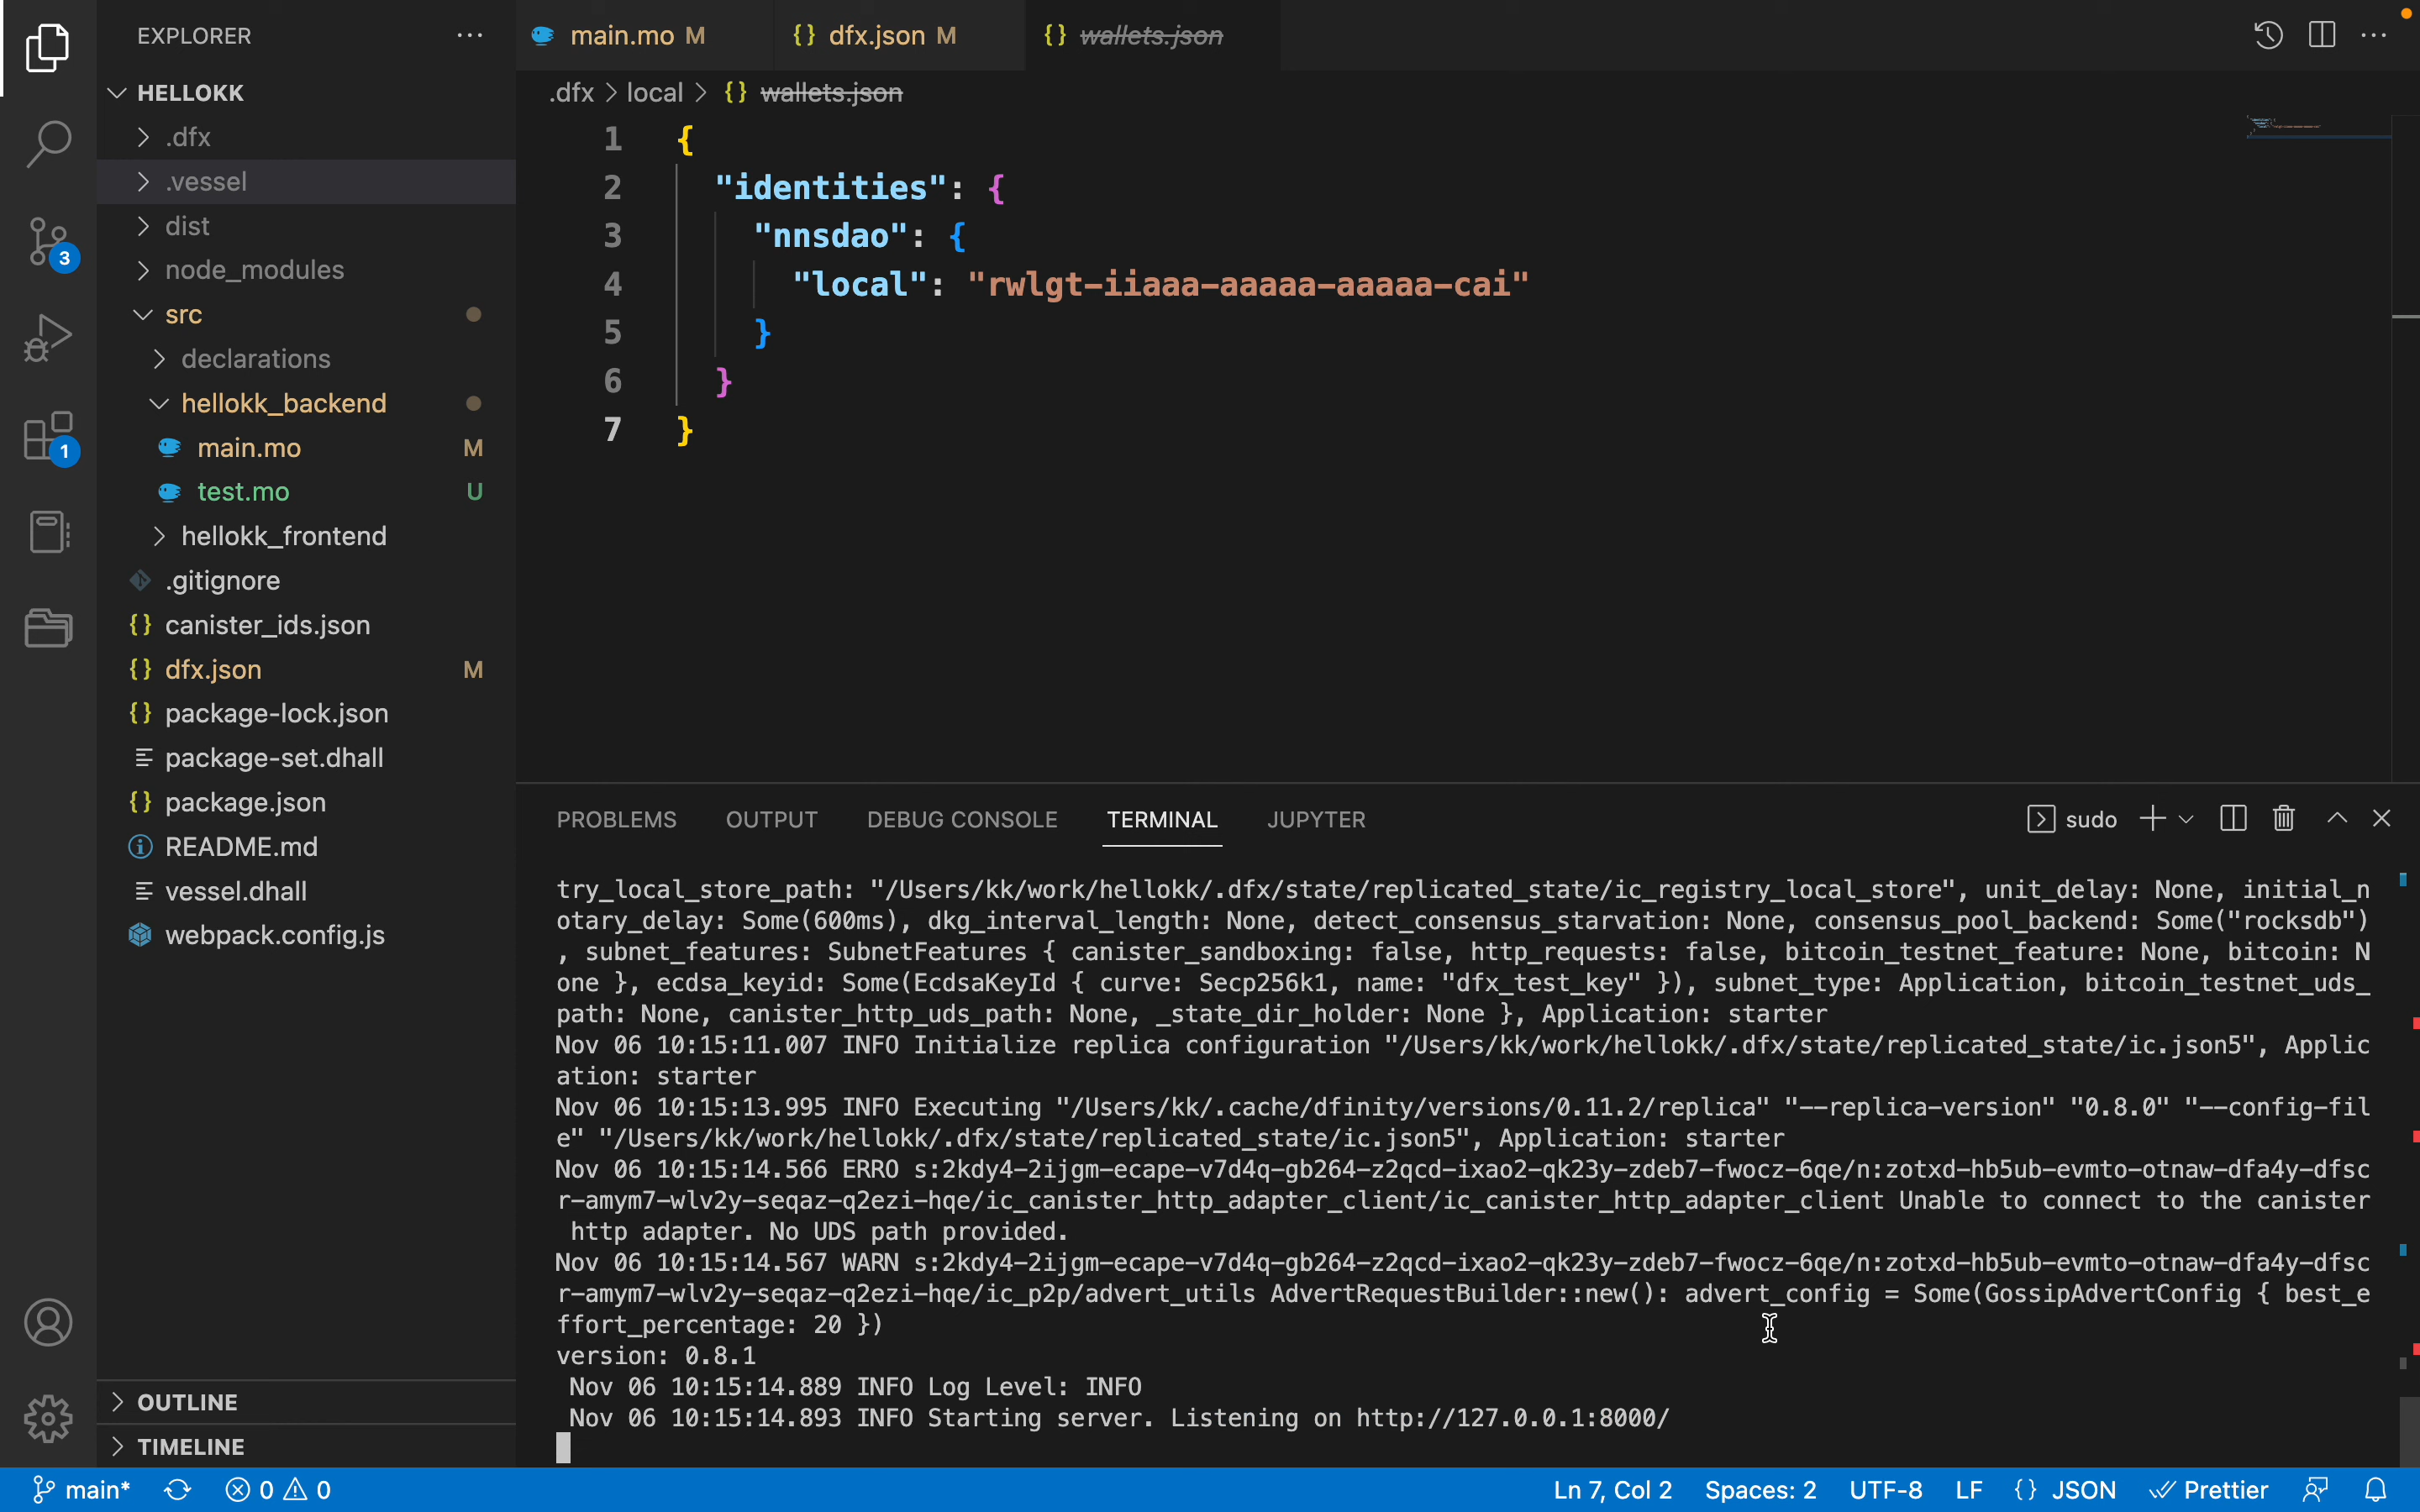 EXPLORER
HELLOKK
.dfx
.vessel
dist
node_modules
src
declarations
hellokk_backend
main.mo M
test.mo U
hellokk_frontend
.gitignore
canister_ids.json
dfx.json M
package-lock.json
package-set.dhall
package.json
README.md
vessel.dhall
webpack.config.js
OUTLINE
TIMELINE
3
1
main.mo M
dfx.json M
wallets.json
.dfx > local > {} wallets.json
1 {
2 "identities": {
3 "nnsdao": {
4 "local": "rwlgt-iiaaa-aaaaa-aaaaa-cai"
5 }
6 }
7 }
PROBLEMS OUTPUT DEBUG CONSOLE TERMINAL JUPYTER
sudo
try_local_store_path: "/Users/kk/work/hellokk/.dfx/state/replicated_state/ic_registry_local_store", unit_delay: None, initial_n
otary_delay: Some(600ms), dkg_interval_length: None, detect_consensus_starvation: None, consensus_pool_backend: Some("rocksdb")
, subnet_features: SubnetFeatures { canister_sandboxing: false, http_requests: false, bitcoin_testnet_feature: None, bitcoin: N
one }, ecdsa_keyid: Some(EcdsaKeyId { curve: Secp256k1, name: "dfx_test_key" }), subnet_type: Application, bitcoin_testnet_uds_
path: None, canister_http_uds_path: None, _state_dir_holder: None }, Application: starter
Nov 06 10:15:11.007 INFO Initialize replica configuration "/Users/kk/work/hellokk/.dfx/state/replicated_state/ic.json5", Applic
ation: starter
Nov 06 10:15:13.995 INFO Executing "/Users/kk/.cache/dfinity/versions/0.11.2/replica" "--replica-version" "0.8.0" "--config-fil
e" "/Users/kk/work/hellokk/.dfx/state/replicated_state/ic.json5", Application: starter
Nov 06 10:15:14.566 ERRO s:2kdy4-2ijgm-ecape-v7d4q-gb264-z2qcd-ixao2-qk23y-zdeb7-fwocz-6qe/n:zotxd-hb5ub-evmto-otnaw-dfa4y-dfsc
r-amym7-wlv2y-seqaz-q2ezi-hqe/ic_canister_http_adapter_client/ic_canister_http_adapter_client Unable to connect to the canister
http adapter. No UDS path provided.
Nov 06 10:15:14.567 WARN s:2kdy4-2ijgm-ecape-v7d4q-gb264-z2qcd-ixao2-qk23y-zdeb7-fwocz-6qe/n:zotxd-hb5ub-evmto-otnaw-dfa4y-dfsc
r-amym7-wlv2y-seqaz-q2ezi-hqe/ic_p2p/advert_utils AdvertRequestBuilder::new(): advert_config = Some(GossipAdvertConfig { best_e
ffort_percentage: 20 })
version: 0.8.1
Nov 06 10:15:14.889 INFO Log Level: INFO
Nov 06 10:15:14.893 INFO Starting server. Listening on http://127.0.0.1:8000/
main* 0 0 Ln 7, Col 2 Spaces: 2 UTF-8 LF {} JSON Prettier